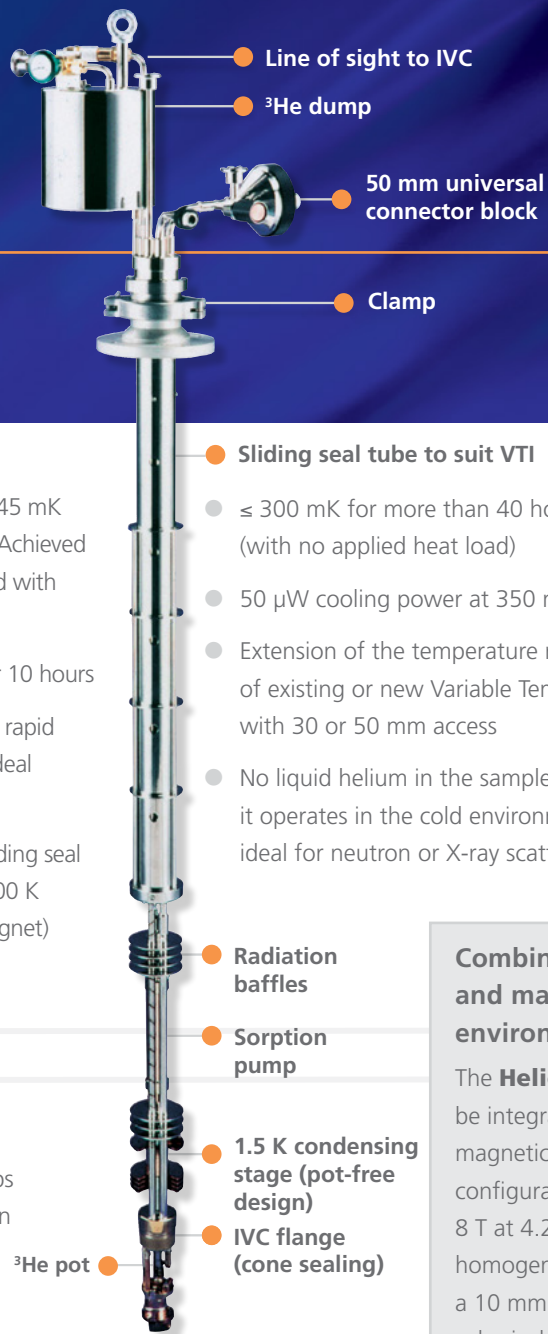 Line of sight to IVC
³He dump
50 mm universal
connector block
Clamp
Sliding seal tube to suit VTI
45 mK
Achieved
d with
10 hours
rapid
deal
ding seal
00 K
gnet)
≤ 300 mK for more than 40 ho
(with no applied heat load)
50 µW cooling power at 350
Extension of the temperature
of existing or new Variable Ten
with 30 or 50 mm access
No liquid helium in the sample
it operates in the cold environ
ideal for neutron or X-ray scat
Radiation
baffles
Sorption
pump
1.5 K condensing
stage (pot-free
design)
IVC flange
(cone sealing)
³He pot
os
n
Combin
and ma
environ
The Heli
be integra
magnetic
configura
8 T at 4.2
homogen
a 10 mm